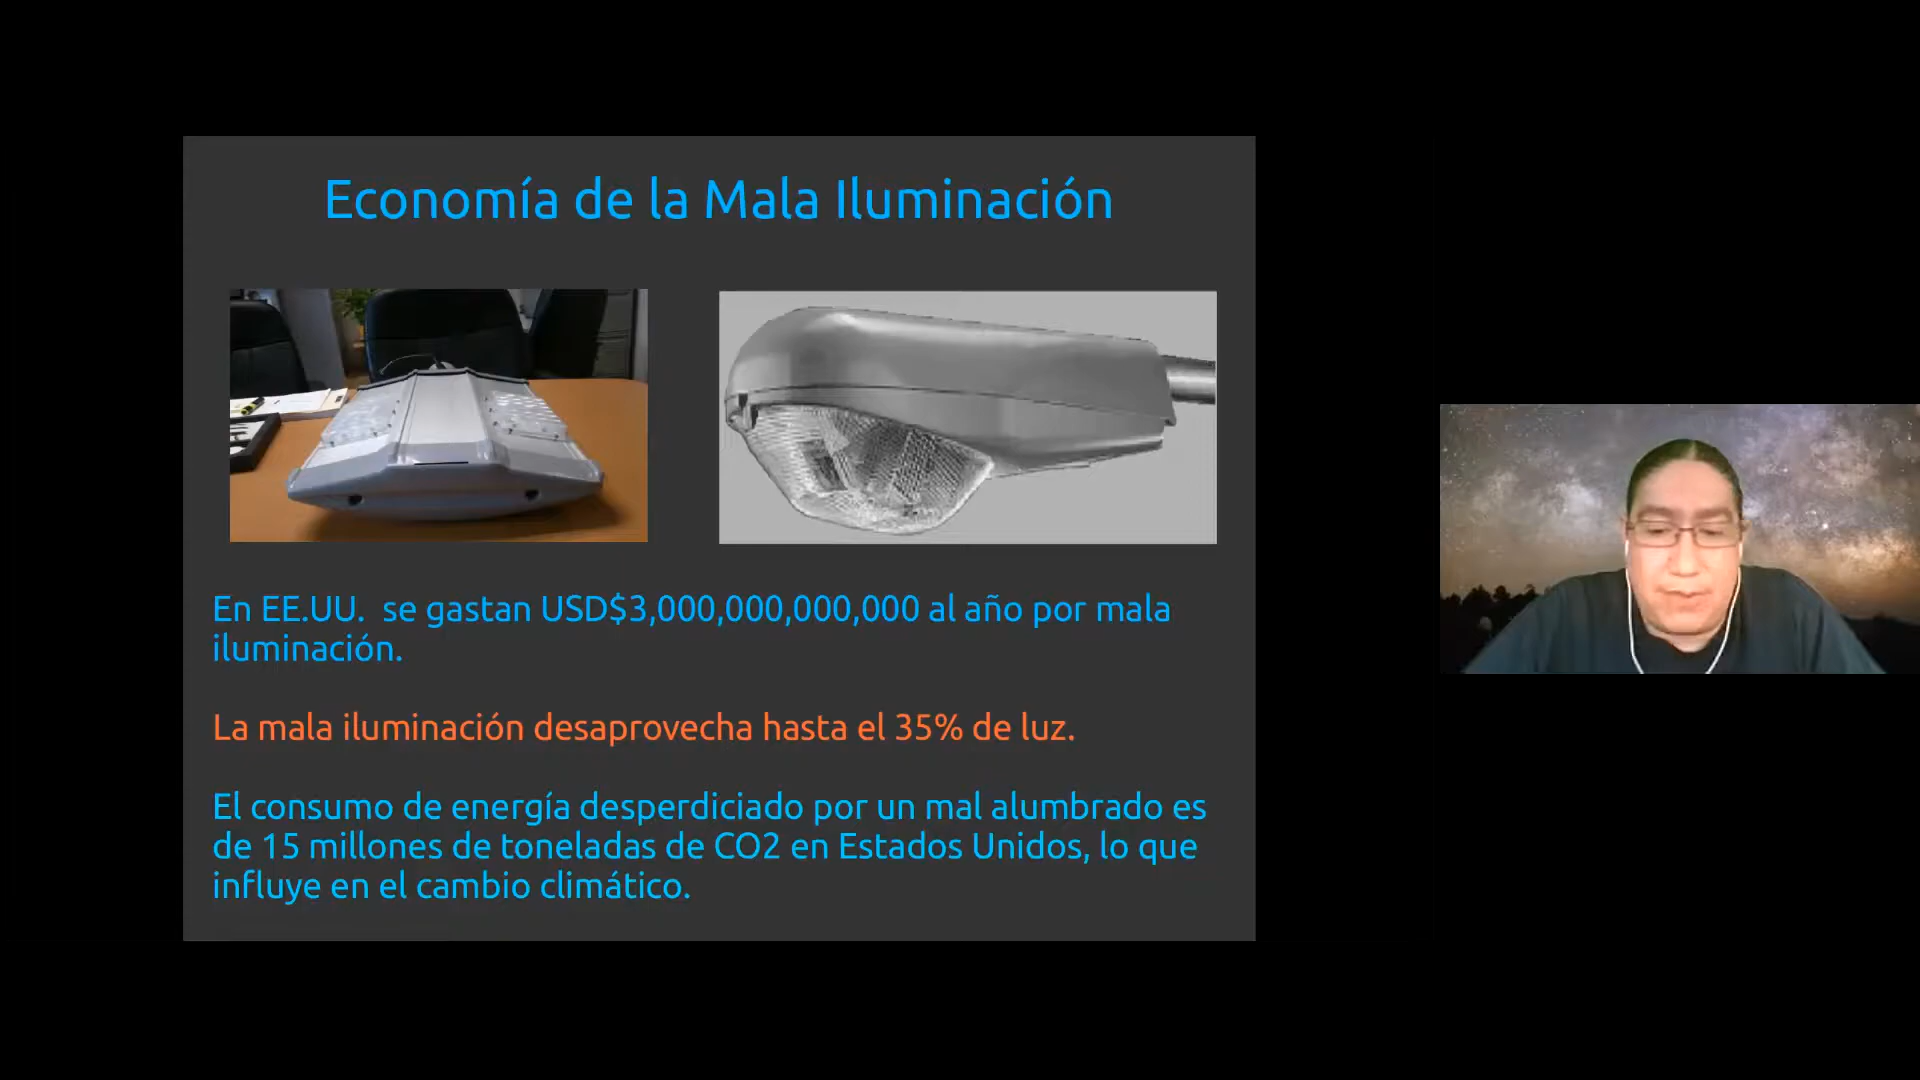 Economía de la Mala Iluminación
En EE.UU.  se gastan USD$3,000,000,000,000 al año por mala
iluminación.
La mala iluminación desaprovecha hasta el 35% de luz.
El consumo de energía desperdiciado por un mal alumbrado es
de 15 millones de toneladas de CO2 en Estados Unidos, lo que
influye en el cambio climático.